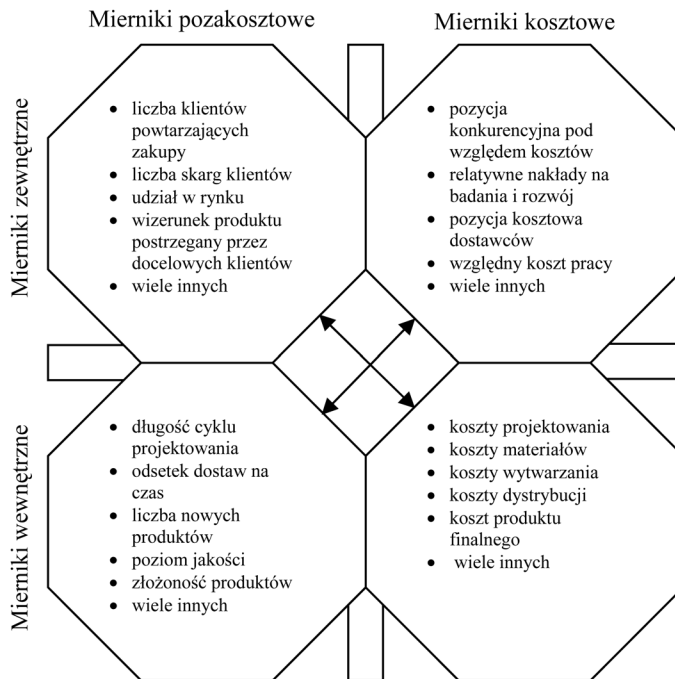 Mierniki pozakosztowe
Mierniki kosztowe
Mierniki zewnętrzne
• liczba klientów
powtarzających
zakupy
• liczba skarg klientów
• udział w rynku
• wizerunek produktu
postrzegany przez
docelowych klientów
• wiele innych
• pozycja
konkurencyjna pod
względem kosztów
• relatywne nakłady na
badania i rozwój
• pozycja kosztowa
dostawców
• względny koszt pracy
• wiele innych
Mierniki wewnętrzne
• długość cyklu
projektowania
• odsetek dostaw na
czas
• liczba nowych
produktów
• poziom jakości
• złożoność produktów
• wiele innych
• koszty projektowania
• koszty materiałów
• koszty wytwarzania
• koszty dystrybucji
• koszt produktu
finalnego
• wiele innych